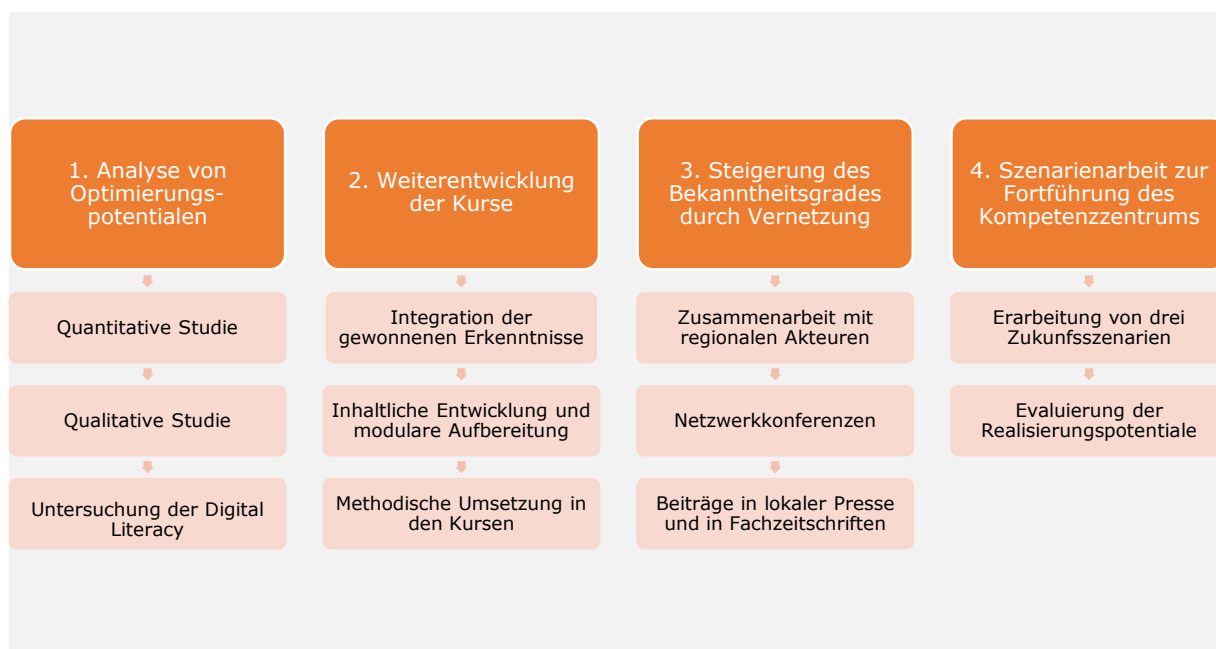 1. Analyse von
Optimierungs-
potentialen
Quantitative Studie
Qualitative Studie
Untersuchung der Digital
Literacy
2. Weiterentwicklung
der Kurse
Integration der
gewonnenen Erkenntnisse
Inhaltliche Entwicklung und
modulare Aufbereitung
Methodische Umsetzung in
den Kursen
3. Steigerung des
Bekanntheitsgrades
durch Vernetzung
Zusammenarbeit mit
regionalen Akteuren
Netzwerkkonferenzen
Beiträge in lokaler Presse
und in Fachzeitschriften
4. Szenarienarbeit zur
Fortführung des
Kompetenzzentrums
Erarbeitung von drei
Zukunfsszenarien
Evaluierung der
Realisierungspotentiale